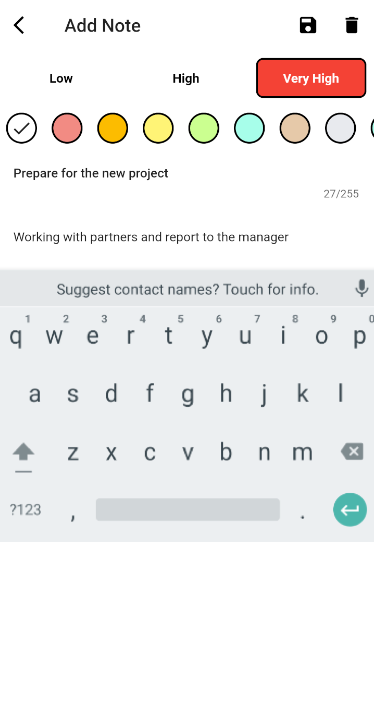 Add Note
Low High Very High
Prepare for the new project
27/255
Working with partners and report to the manager
Suggest contact names? Touch for info.
1 2 3 4 5 6 7 8 9 0
q w e r t y u i o p
a s d f g h j k l
z x c v b n m
?123 , .